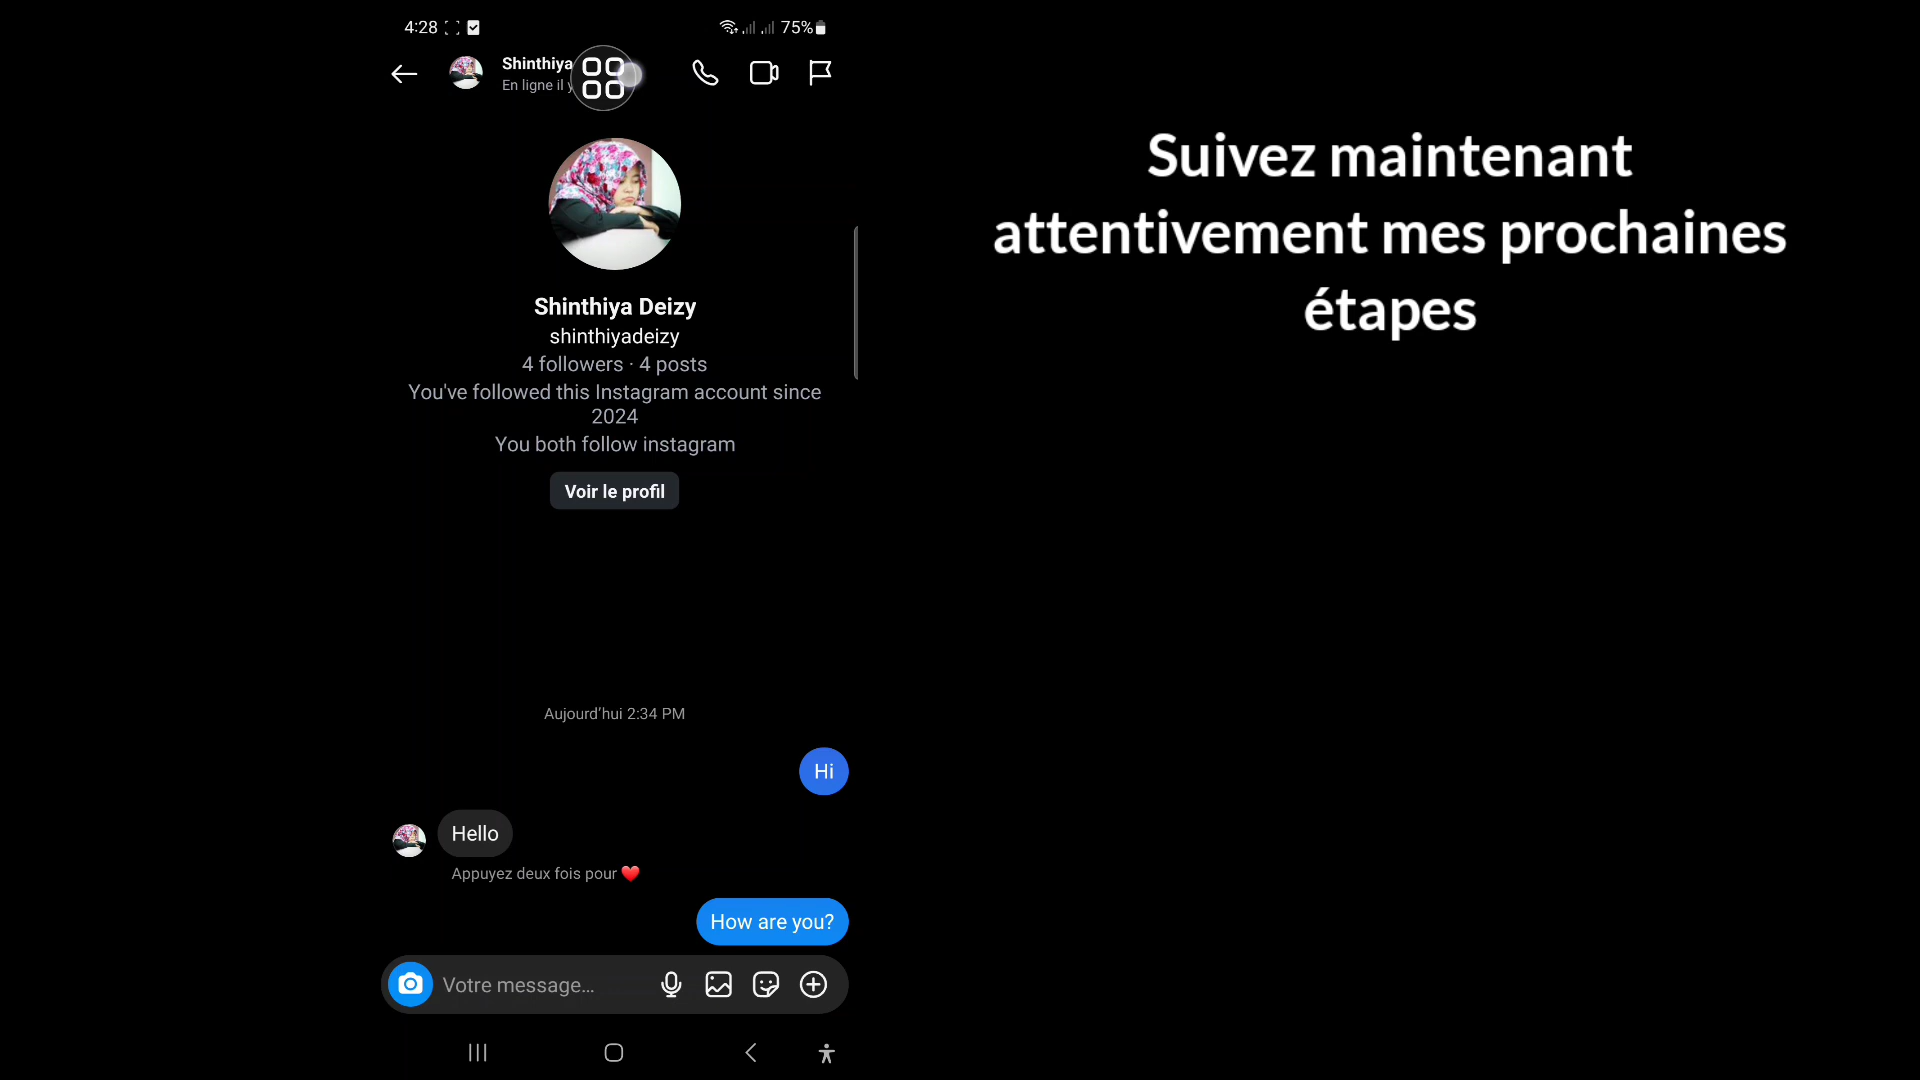 4:28
75%
Shinthiya
En ligne il y
Shinthiya Deizy
shinthiyadeizy
4 followers · 4 posts
You've followed this Instagram account since
2024
You both follow instagram
Voir le profil
Aujourd'hui 2:34 PM
Hi
Hello
Appuyez deux fois pour ❤️
How are you?
Votre message...
Suivez maintenant
attentivement mes prochaines
étapes